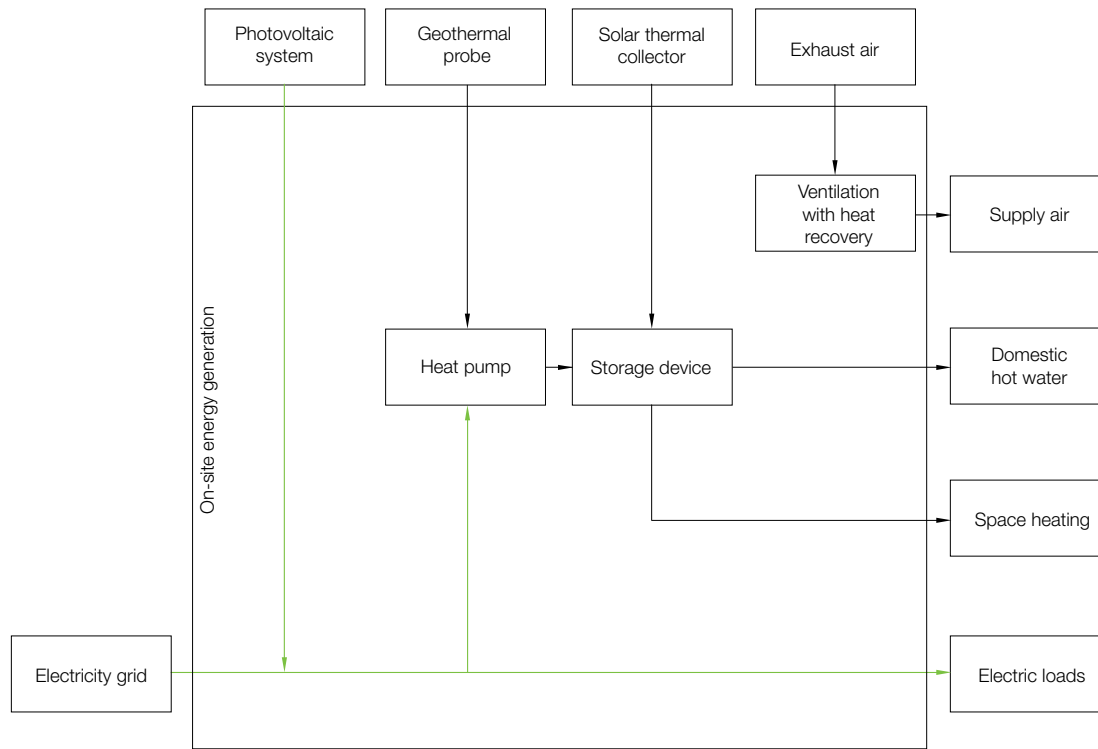 Photovoltaic
system
Geothermal
probe
Solar thermal
collector
Exhaust air
Ventilation
with heat
recovery
Supply air
On-site energy generation
Heat pump
Storage device
Domestic
hot water
Space heating
Electricity grid
Electric loads